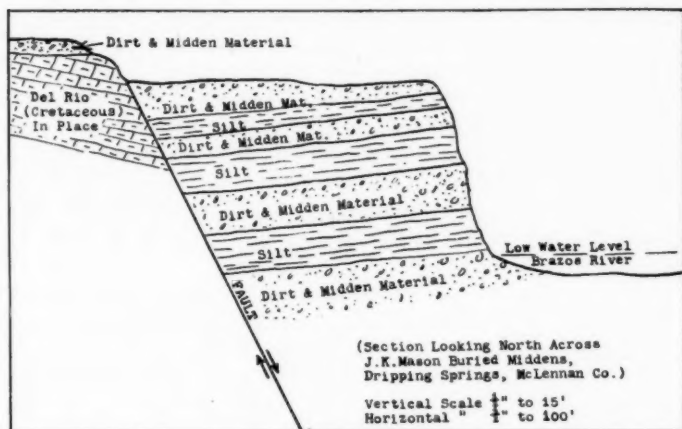 Dirt & Midden Material
Del Rio
(Cretaceous)
In Place
Dirt & Midden Mat.
Silt
Dirt & Midden Mat.
Silt
Dirt & Midden Material
Silt
Low Water Level
Brazos River
Dirt & Midden Material
FAULT
(Section Looking North Across
J.K.Mason Buried Middens,
Dripping Springs, McLennan Co.)
Vertical Scale ¼" to 15'
Horizontal " ¼" to 100'